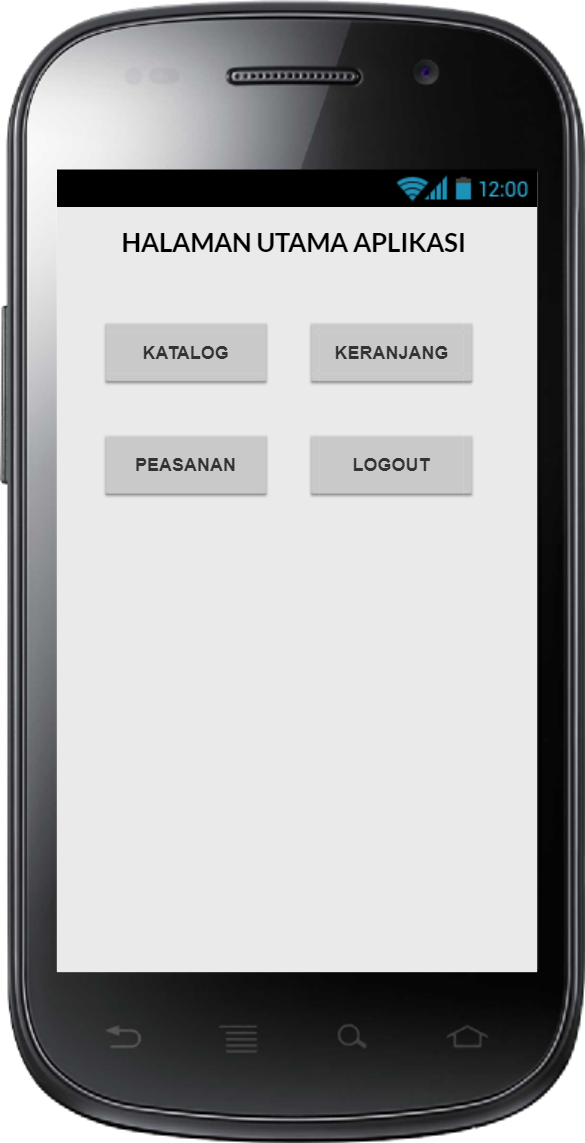 12:00
HALAMAN UTAMA APLIKASI
KATALOG KERANJANG
PEASANAN LOGOUT